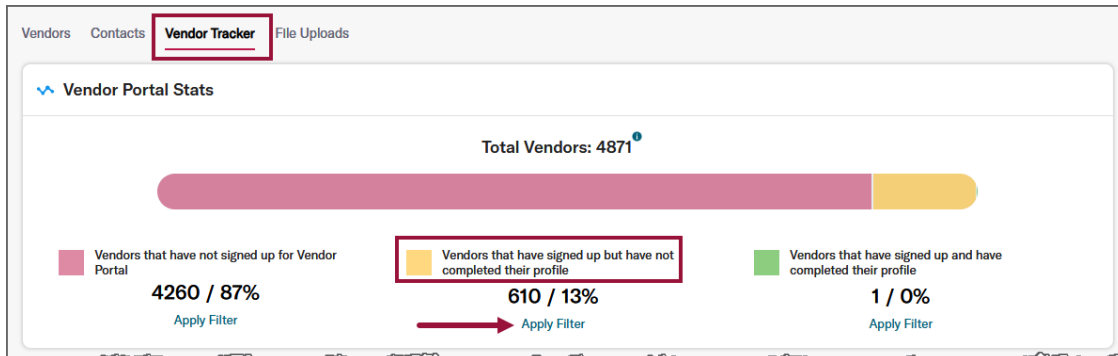 Vendors Contacts Vendor Tracker File Uploads
Vendor Portal Stats
Total Vendors: 4871
Vendors that have not signed up for Vendor
Portal
4260 / 87%
Apply Filter
Vendors that have signed up but have not
completed their profile
610 / 13%
Apply Filter
Vendors that have signed up and have
completed their profile
1 / 0%
Apply Filter